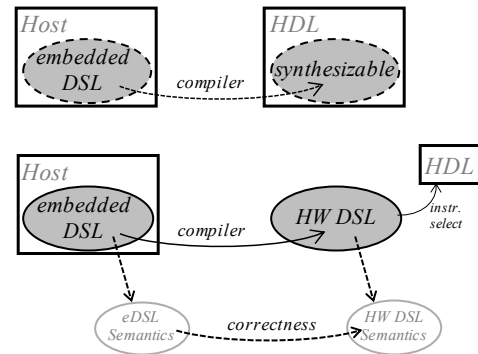 Host
HDL
embedded
DSL
compiler
synthesizable
Host
HDL
embedded
DSL
compiler
HW DSL
instr.
select
eDSL
Semantics
correctness
HW DSL
Semantics